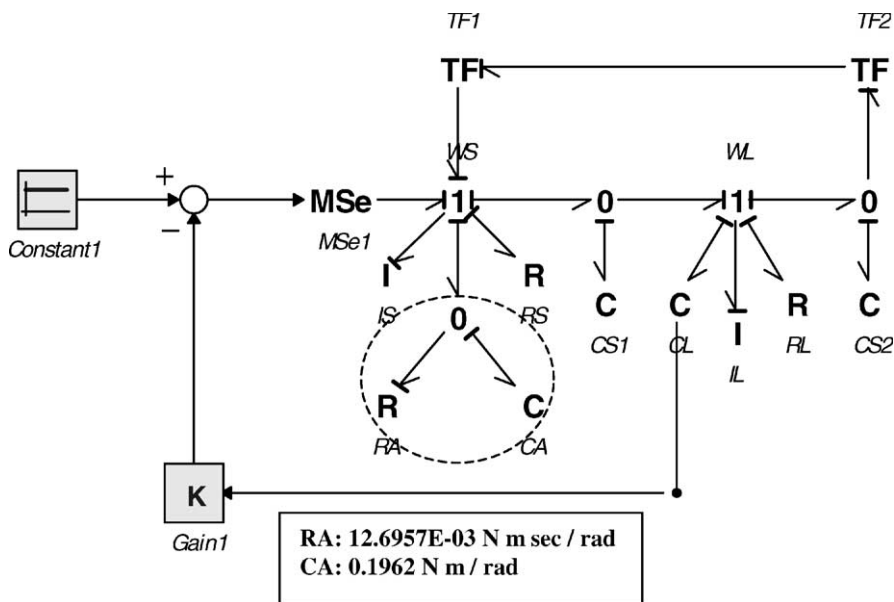 TF1 TF2
TF TF
WS WL
+
MSe 1 0 1 0
−
Constant1 MSe1
I R
C C R C
IS 0 RS I
CS1 CL RL CS2
IL
R C
RA CA
K
Gain1
RA: 12.6957E-03 N m sec / rad
CA: 0.1962 N m / rad